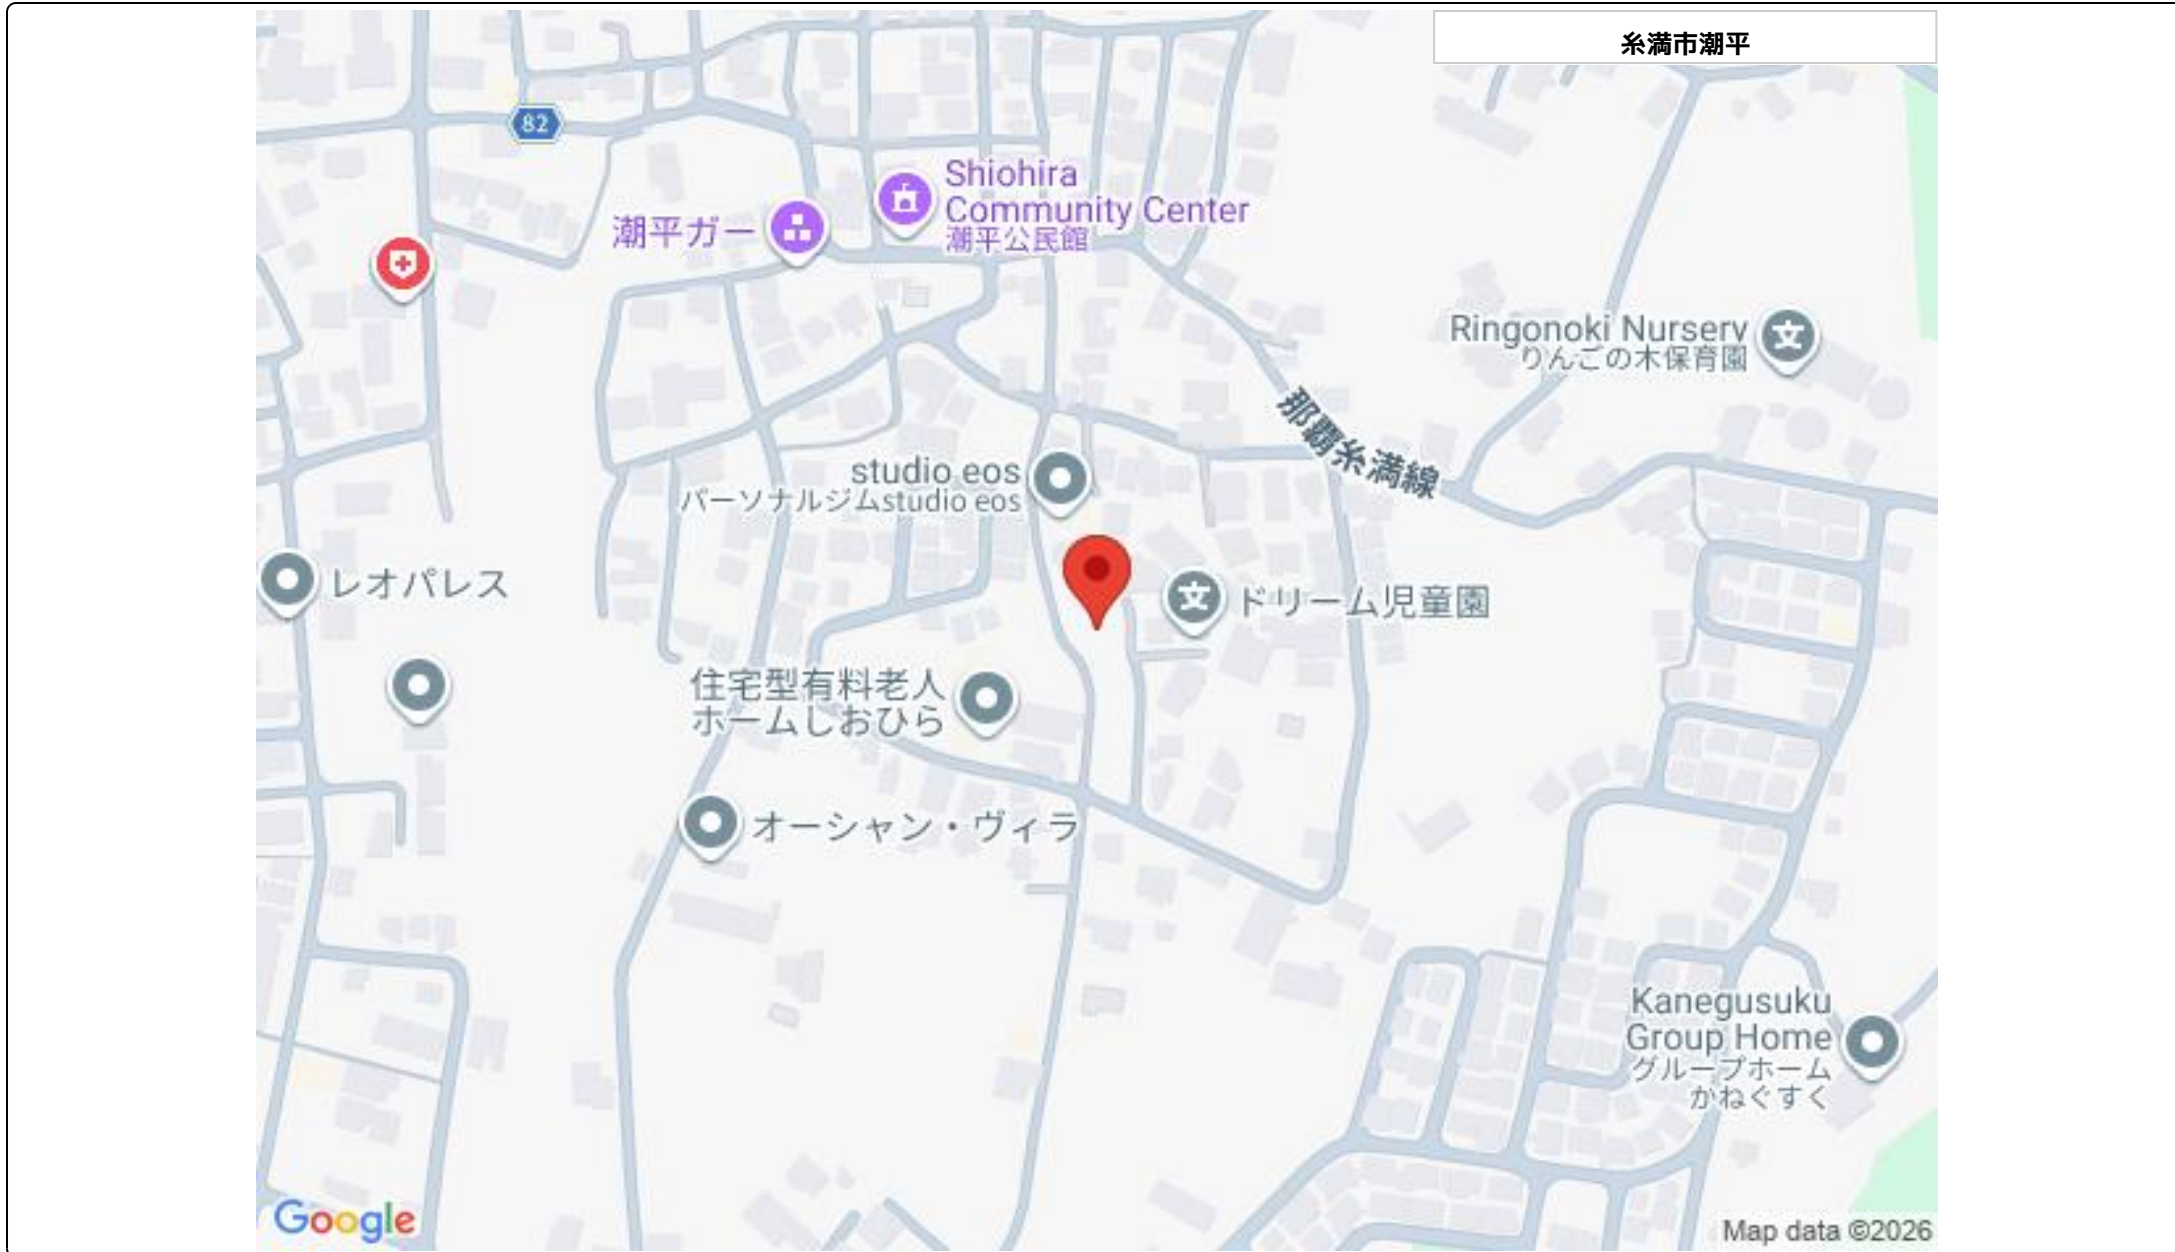 糸満市潮平
82
Shiohira
Community Center
潮平公民館
潮平ガー
Ringonoki Nursery
りんごの木保育園
那覇糸満線
studio eos
パーソナルジムstudio eos
レオパレス
ドリーム児童園
住宅型有料老人
ホームしおひら
オーシャン・ヴィラ
Kanegusuku
Group Home
グループホーム
かねぐすく
Google
Map data ©2026